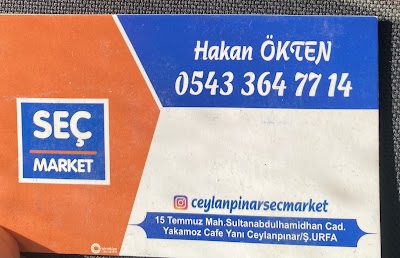 Hakan ÖKTEN
0543 364 77 14
SEÇ
MARKET
ceylanpinarsecmarket
15 Temmuz Mah.Sultanabdulhamidhan Cad.
Yakamoz Cafe Yanı Ceylanpınar/Ş.URFA